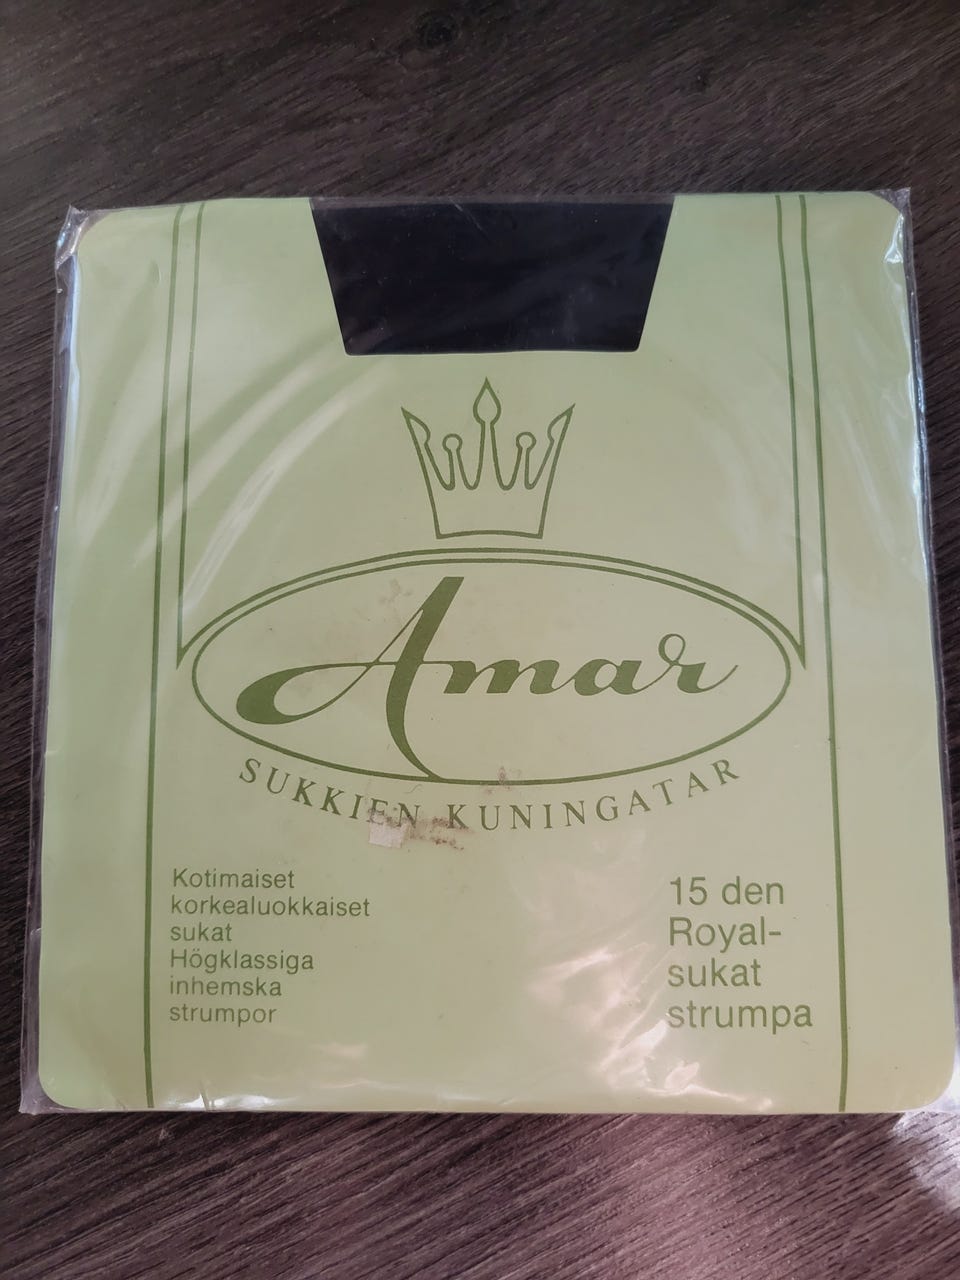 Amar
SUKKIEN KUNINGATAR
Kotimaiset
korkealuokkaiset
sukat
Högklassiga
inhemska
strumpor
15 den
Royal-
sukat
strumpa